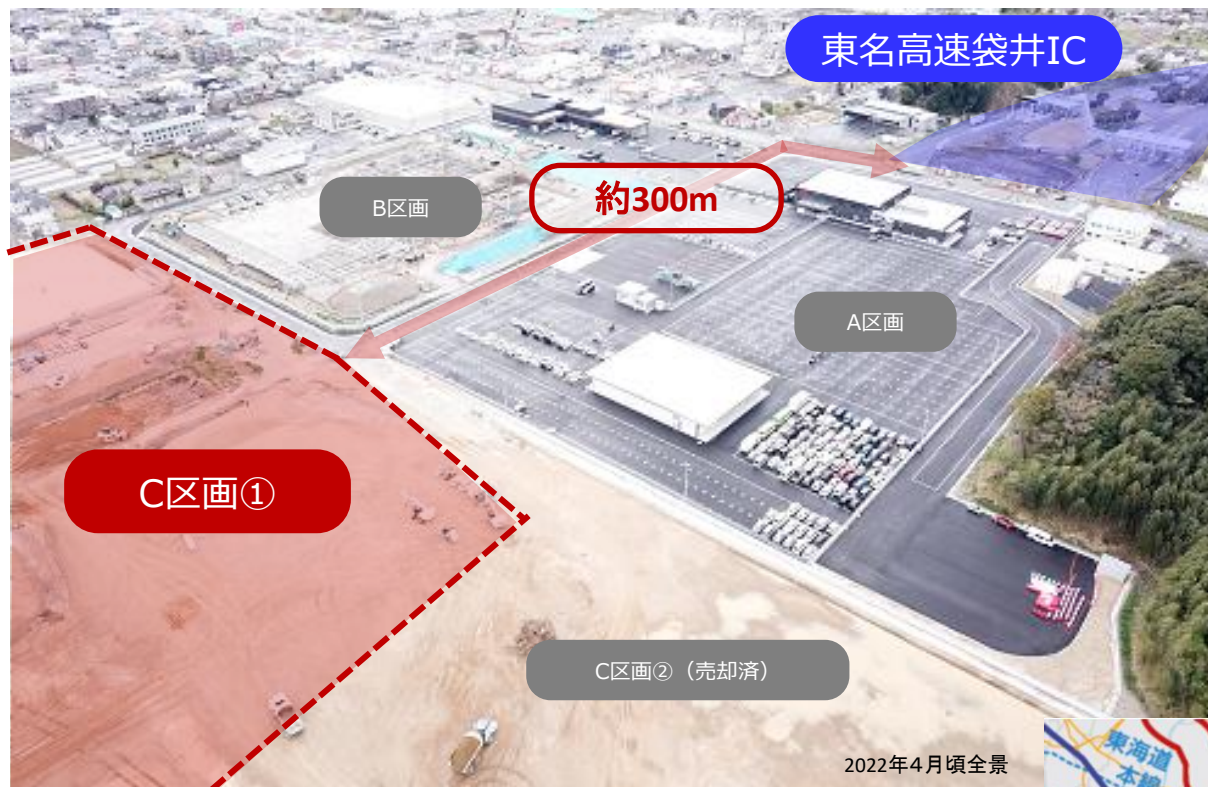 東名高速袋井IC
約300m
B区画
A区画
C区画①
C区画②（売却済）
2022年4月頃全景
東海道
本線